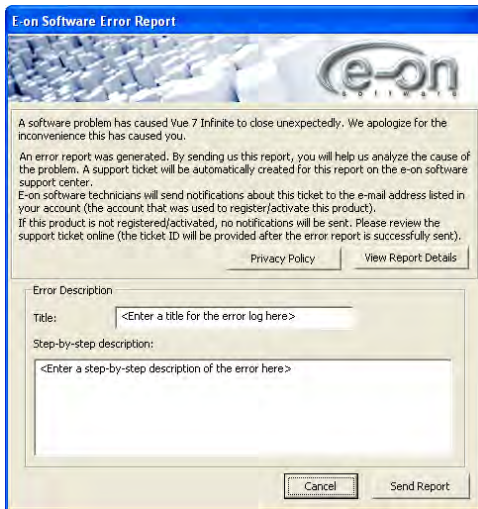 E-on Software Error Report
e-on
software
A software problem has caused Vue 7 Infinite to close unexpectedly. We apologize for the
inconvenience this has caused you.
An error report was generated. By sending us this report, you will help us analyze the cause of
the problem. A support ticket will be automatically created for this report on the e-on software
support center.
E-on software technicians will send notifications about this ticket to the e-mail address listed in
your account (the account that was used to register/activate this product).
If this product is not registered/activated, no notifications will be sent. Please review the
support ticket online (the ticket ID will be provided after the error report is successfully sent).
Privacy Policy
View Report Details
Error Description
Title:
<Enter a title for the error log here>
Step-by-step description:
<Enter a step-by-step description of the error here>
Cancel
Send Report